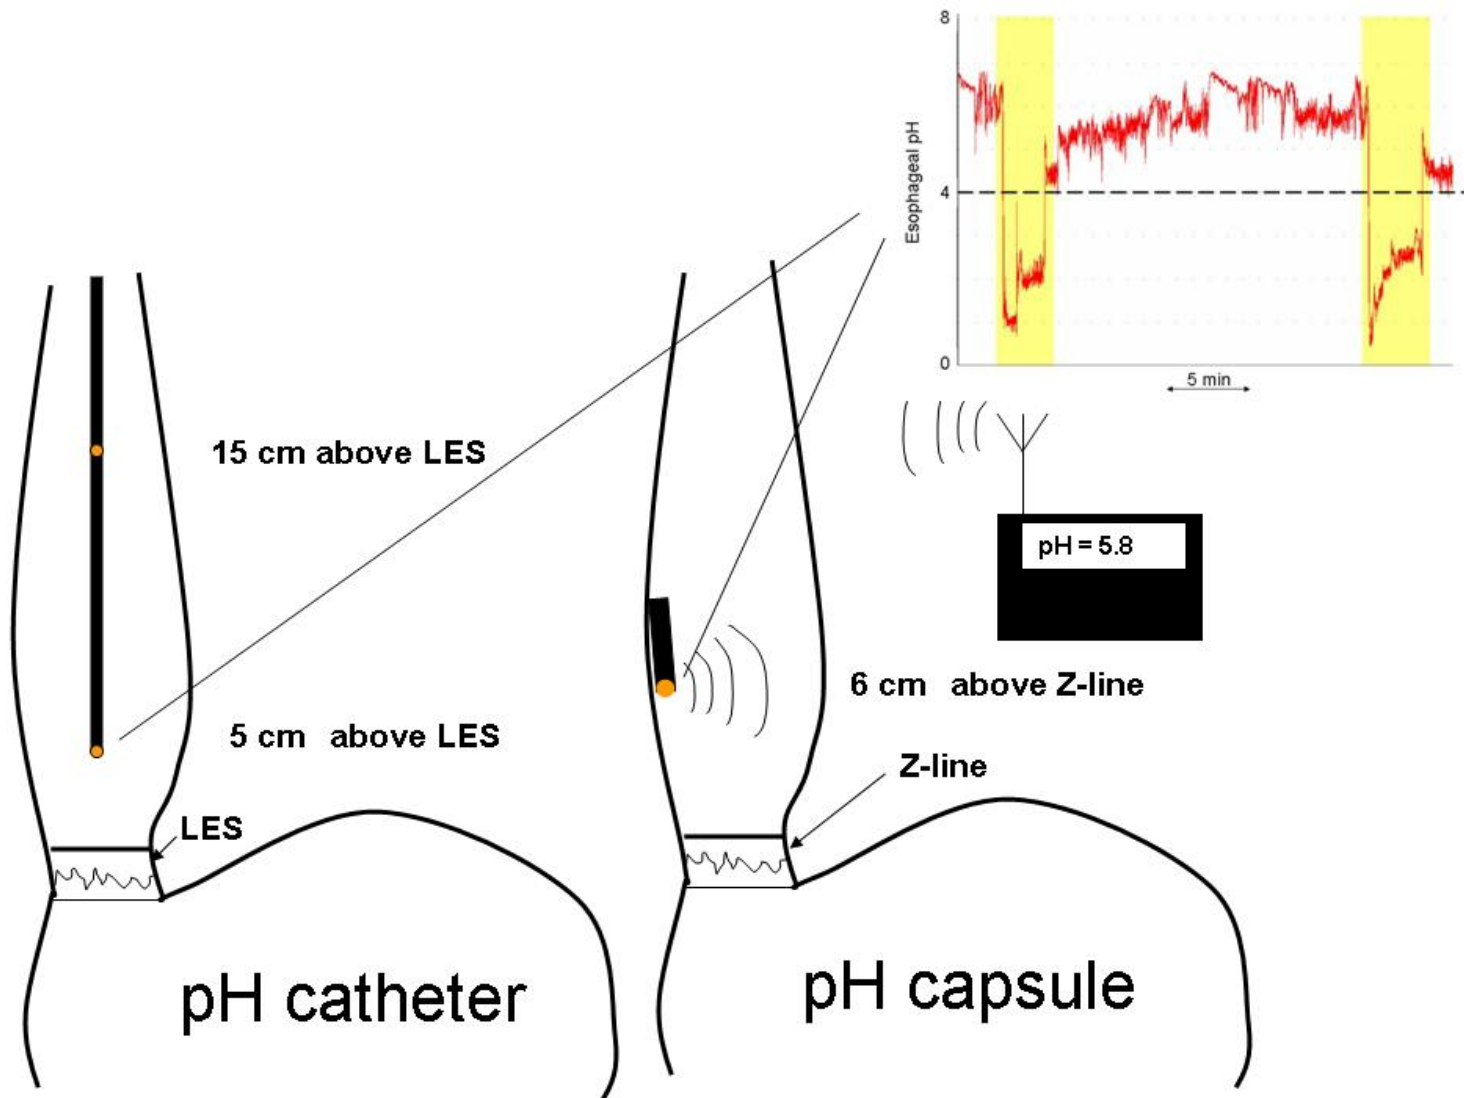 8
Esophageal pH
4
0
5 min
15 cm above LES
pH = 5.8
6 cm above Z-line
5 cm above LES
Z-line
LES
pH catheter
pH capsule